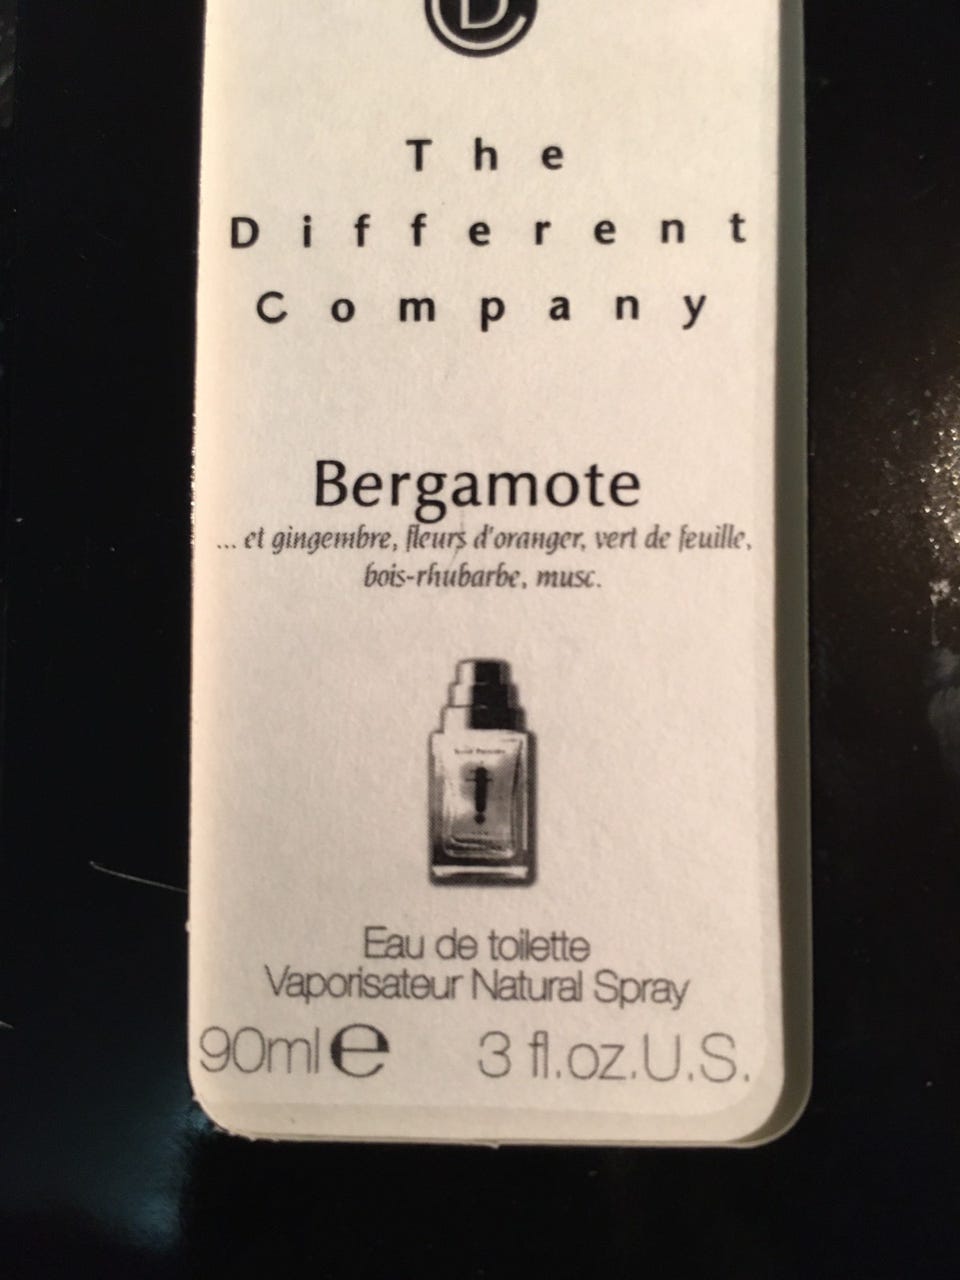 D
The
Different
Company
Bergamote
... et gingembre, fleurs d'oranger, vert de feuille,
bois-rhubarbe, musc.
Eau de toilette
Vaporisateur Natural Spray
90ml e 3 fl.oz.U.S.